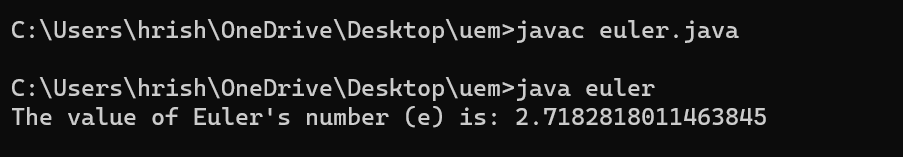 C:\Users\hrish\OneDrive\Desktop\uem>javac euler.java
C:\Users\hrish\OneDrive\Desktop\uem>java euler
The value of Euler's number (e) is: 2.7182818011463845